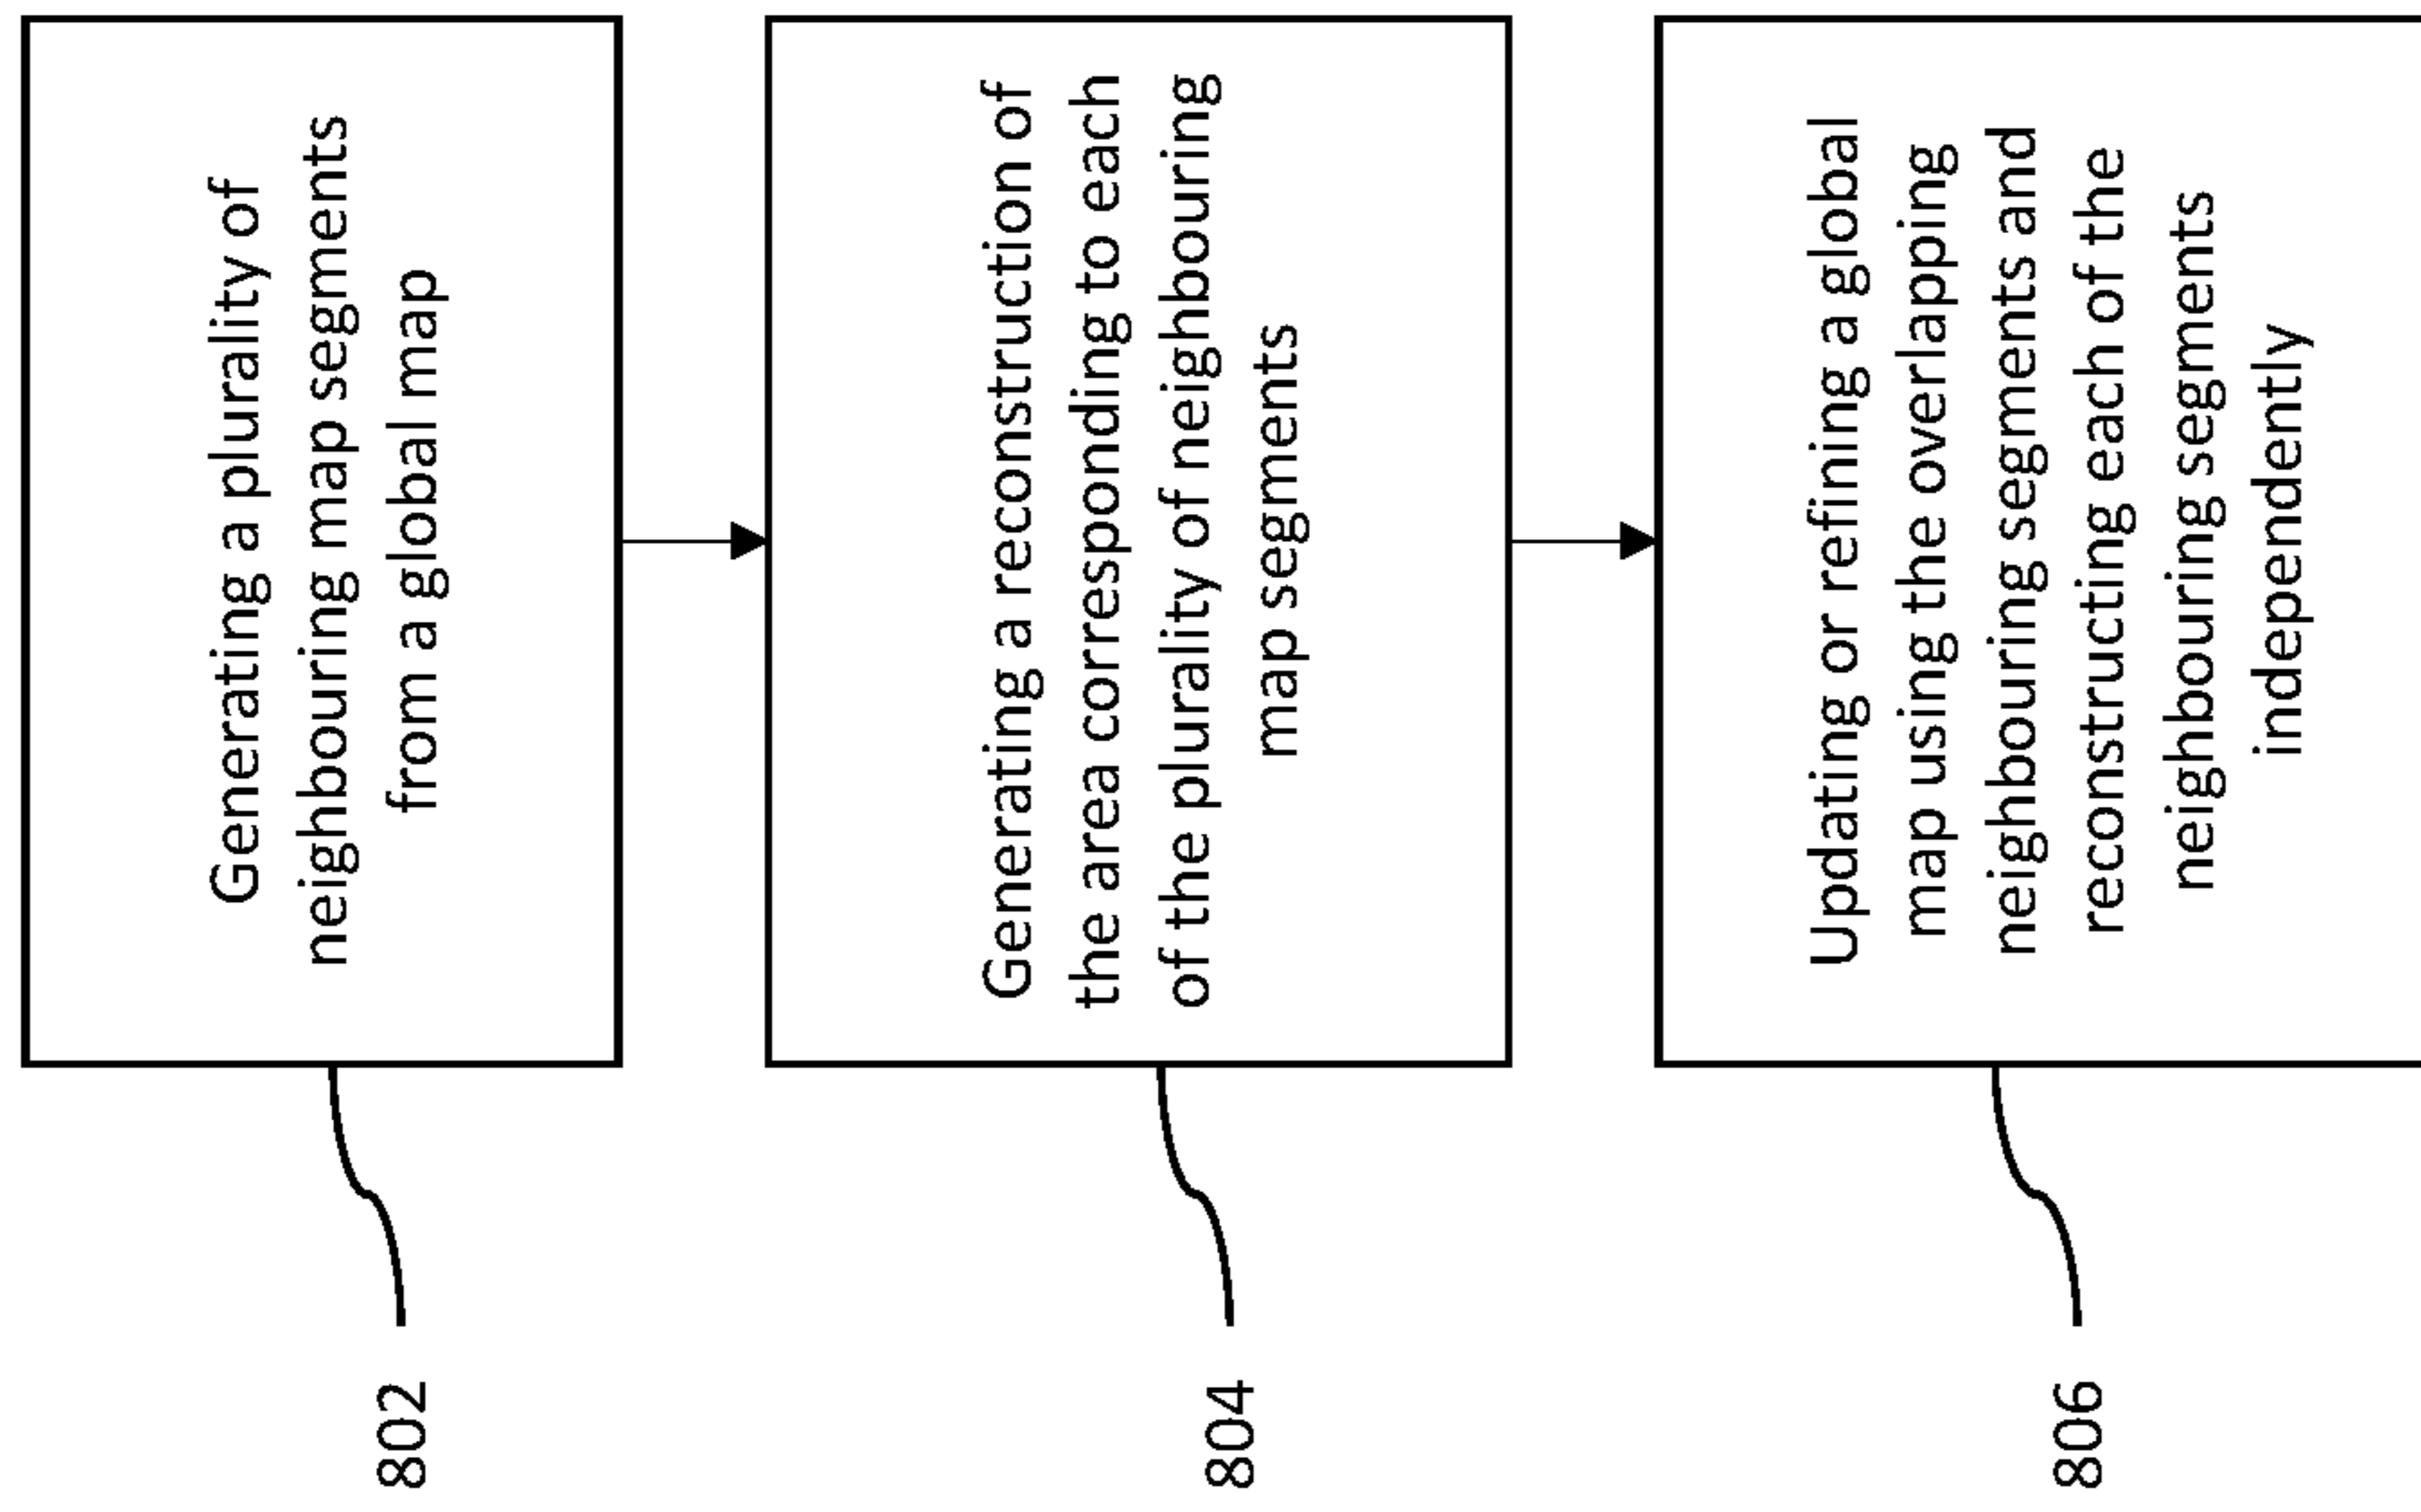 802
Generating a plurality of
neighbouring map segments
from a global map
804
Generating a reconstruction of
the area corresponding to each
of the plurality of neighbouring
map segments
806
Updating or refining a global
map using the overlapping
neighbouring segments and
reconstructing each of the
neighbouring segments
independently